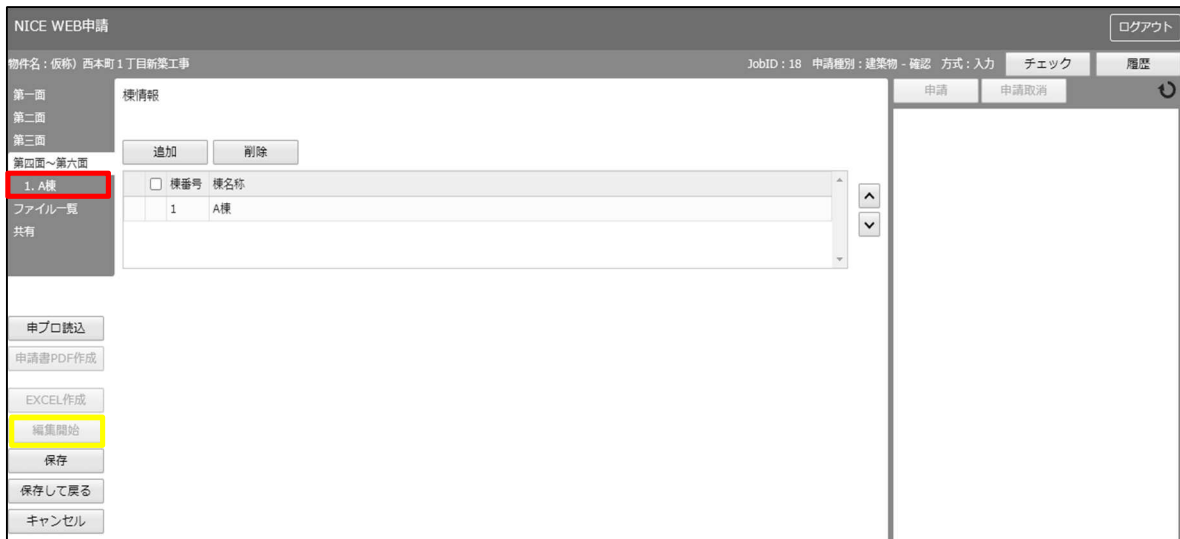 NICE WEB申請
ログアウト
物件名：仮称）西本町１丁目新築工事
JobID：18 申請種別：建築物 - 確認 方式：入力
チェック
履歴
第一面
第二面
第三面
第四面～第六面
1. A棟
ファイル一覧
共有
申プロ読込
申請書PDF作成
EXCEL作成
編集開始
保存
保存して戻る
キャンセル
棟情報
追加 削除
棟番号 棟名称
1 A棟
申請 申請取消